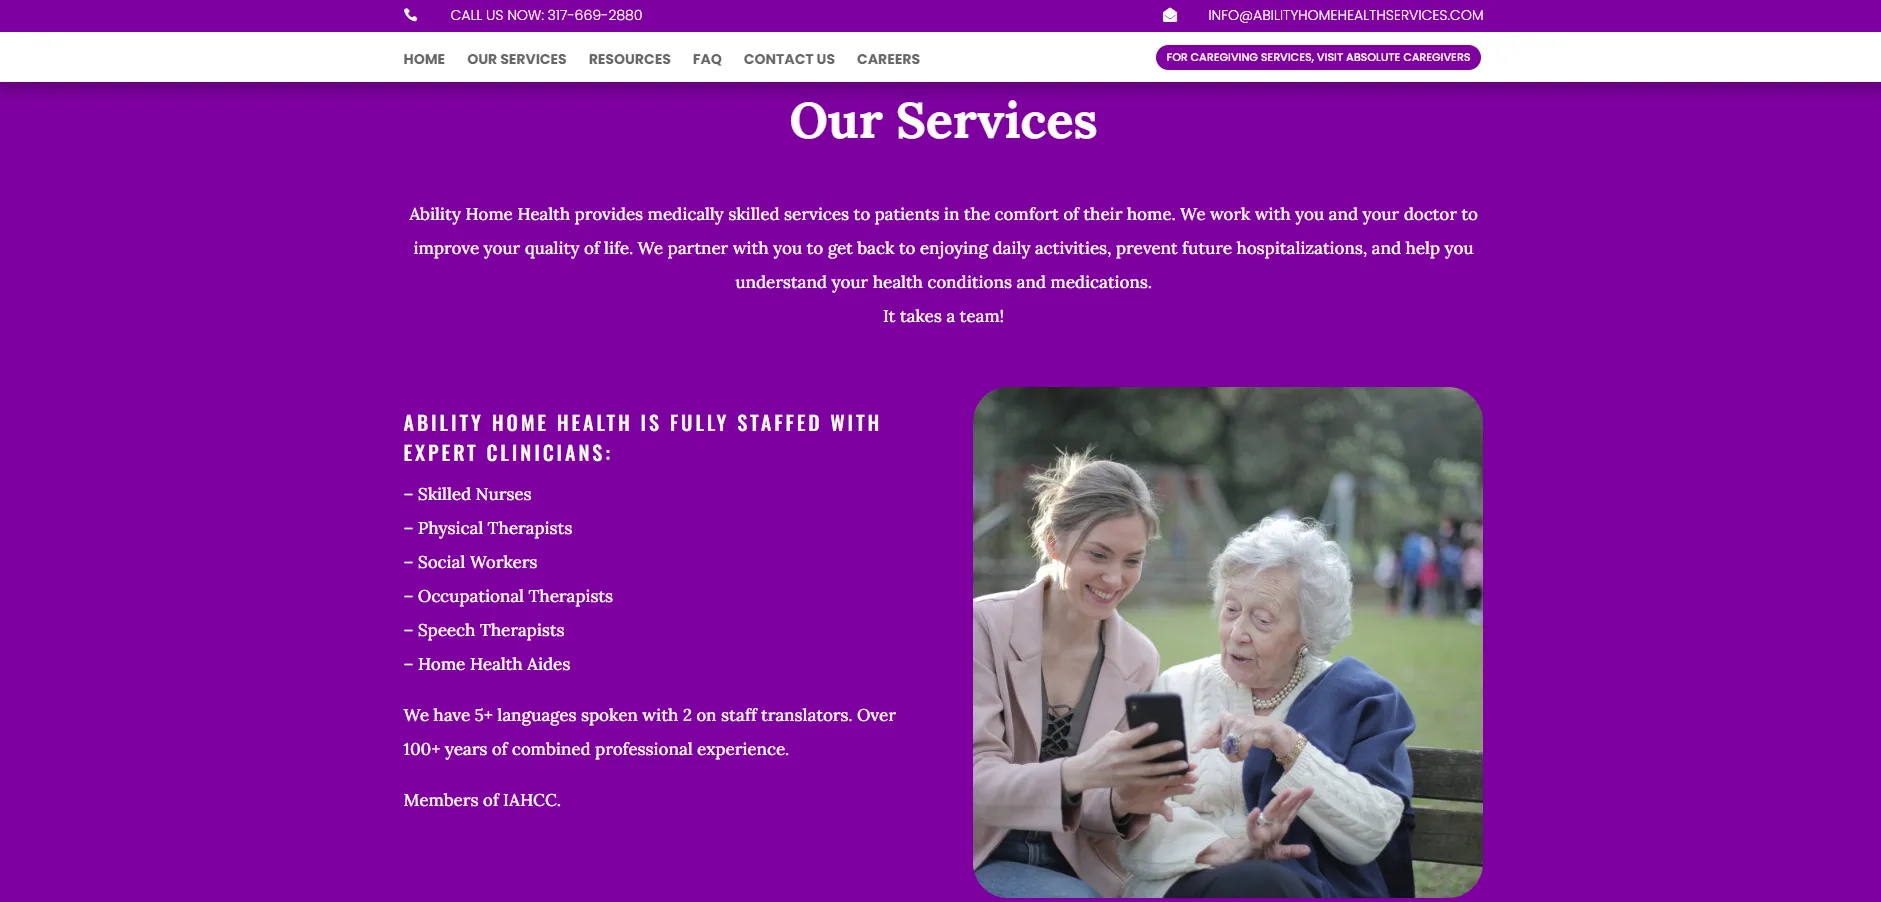 CALL US NOW: 317-669-2880
INFO@ABILITYHOMEHEALTHSERVICES.COM
HOME OUR SERVICES RESOURCES FAQ CONTACT US CAREERS
FOR CAREGIVING SERVICES, VISIT ABSOLUTE CAREGIVERS
Our Services
Ability Home Health provides medically skilled services to patients in the comfort of their home. We work with you and your doctor to
improve your quality of life. We partner with you to get back to enjoying daily activities, prevent future hospitalizations, and help you
understand your health conditions and medications.
It takes a team!
ABILITY HOME HEALTH IS FULLY STAFFED WITH
EXPERT CLINICIANS:
– Skilled Nurses
– Physical Therapists
– Social Workers
– Occupational Therapists
– Speech Therapists
– Home Health Aides
We have 5+ languages spoken with 2 on staff translators. Over
100+ years of combined professional experience.
Members of IAHCC.